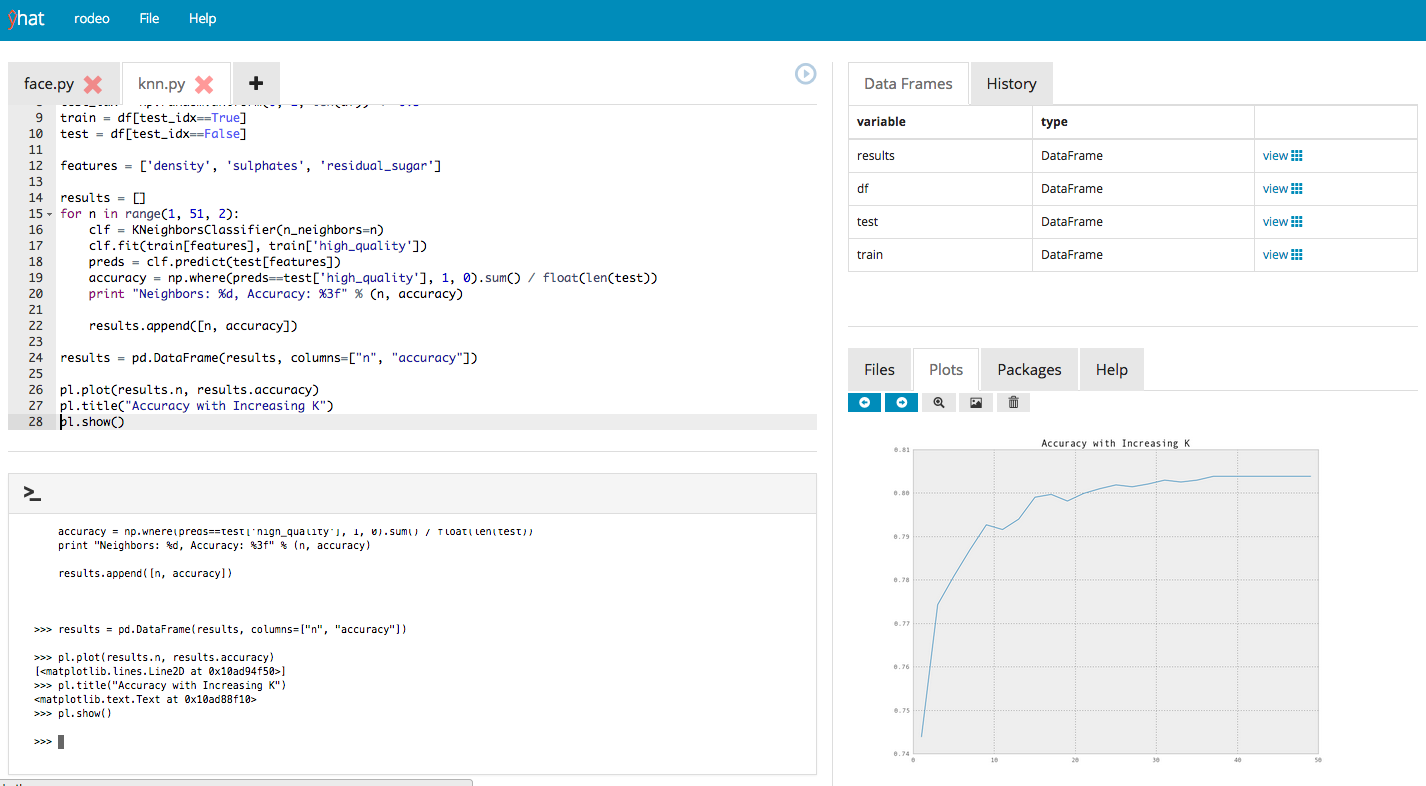 ŷhat rodeo File Help
face.py knn.py
9 train = df[test_idx==True]
10 test = df[test_idx==False]
11
12 features = ['density', 'sulphates', 'residual_sugar']
13
14 results = []
15 for n in range(1, 51, 2):
16 clf = KNeighborsClassifier(n_neighbors=n)
17 clf.fit(train[features], train['high_quality'])
18 preds = clf.predict(test[features])
19 accuracy = np.where(preds==test['high_quality'], 1, 0).sum() / float(len(test))
20 print "Neighbors: %d, Accuracy: %3f" % (n, accuracy)
21
22 results.append([n, accuracy])
23
24 results = pd.DataFrame(results, columns=["n", "accuracy"])
25
26 pl.plot(results.n, results.accuracy)
27 pl.title("Accuracy with Increasing K")
28 pl.show()
>_
accuracy = np.where(preds==test['high_quality'], 1, 0).sum() / float(len(test))
print "Neighbors: %d, Accuracy: %3f" % (n, accuracy)
results.append([n, accuracy])
>>> results = pd.DataFrame(results, columns=["n", "accuracy"])
>>> pl.plot(results.n, results.accuracy)
[<matplotlib.lines.Line2D at 0x10ad94f50>]
>>> pl.title("Accuracy with Increasing K")
<matplotlib.text.Text at 0x10ad88f10>
>>> pl.show()
>>>
Data Frames History
variable type
results DataFrame view
df DataFrame view
test DataFrame view
train DataFrame view
Files Plots Packages Help
Accuracy with Increasing K
0.81
0.80
0.79
0.78
0.77
0.76
0.75
0.74
0 10 20 30 40 50